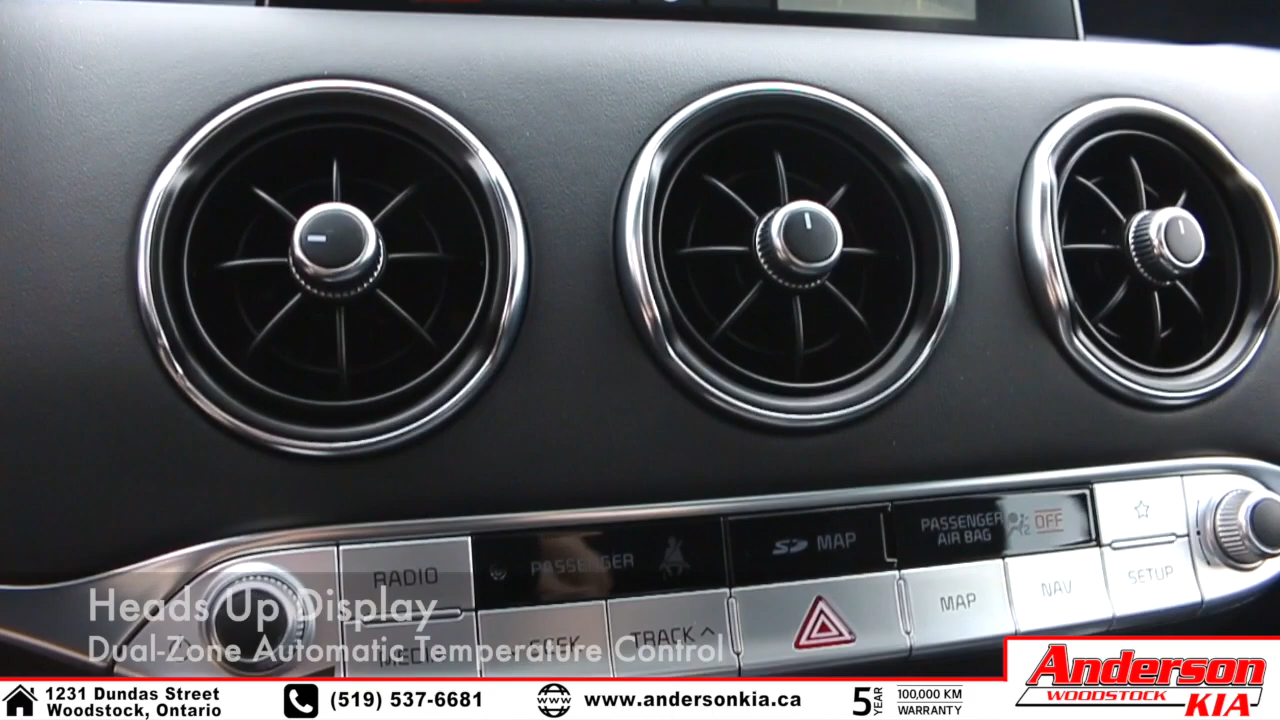 PASSENGER
AIR BAG
OFF
PASSENGER
SD MAP
RADIO
MEDIA
SEEK
TRACK
MAP
NAV
SETUP
Heads Up Display
Dual-Zone Automatic Temperature Control
1231 Dundas Street
Woodstock, Ontario
(519) 537-6681
www.andersonkia.ca
5 YEAR
100,000 KM
WARRANTY
Anderson
WOODSTOCK
KIA